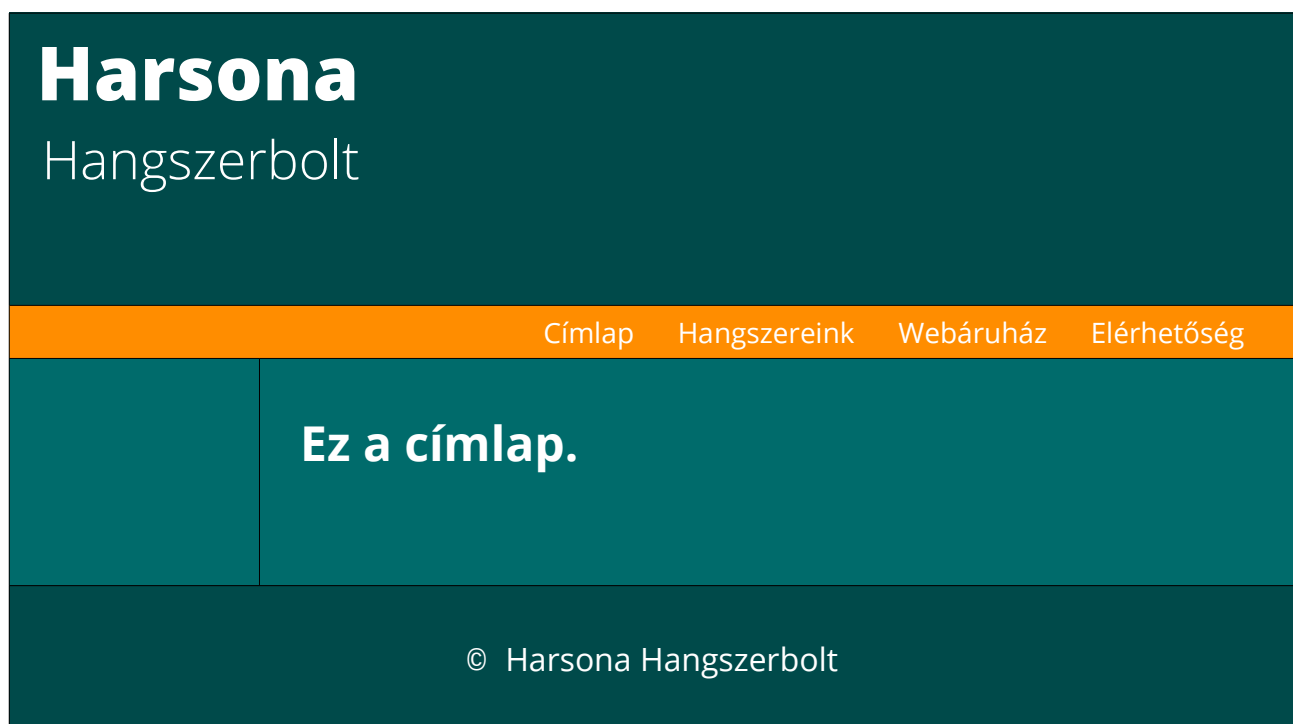 Harsona
Hangszerbolt
Címlap Hangszereink Webáruház Elérhetőség
Ez a címlap.
© Harsona Hangszerbolt